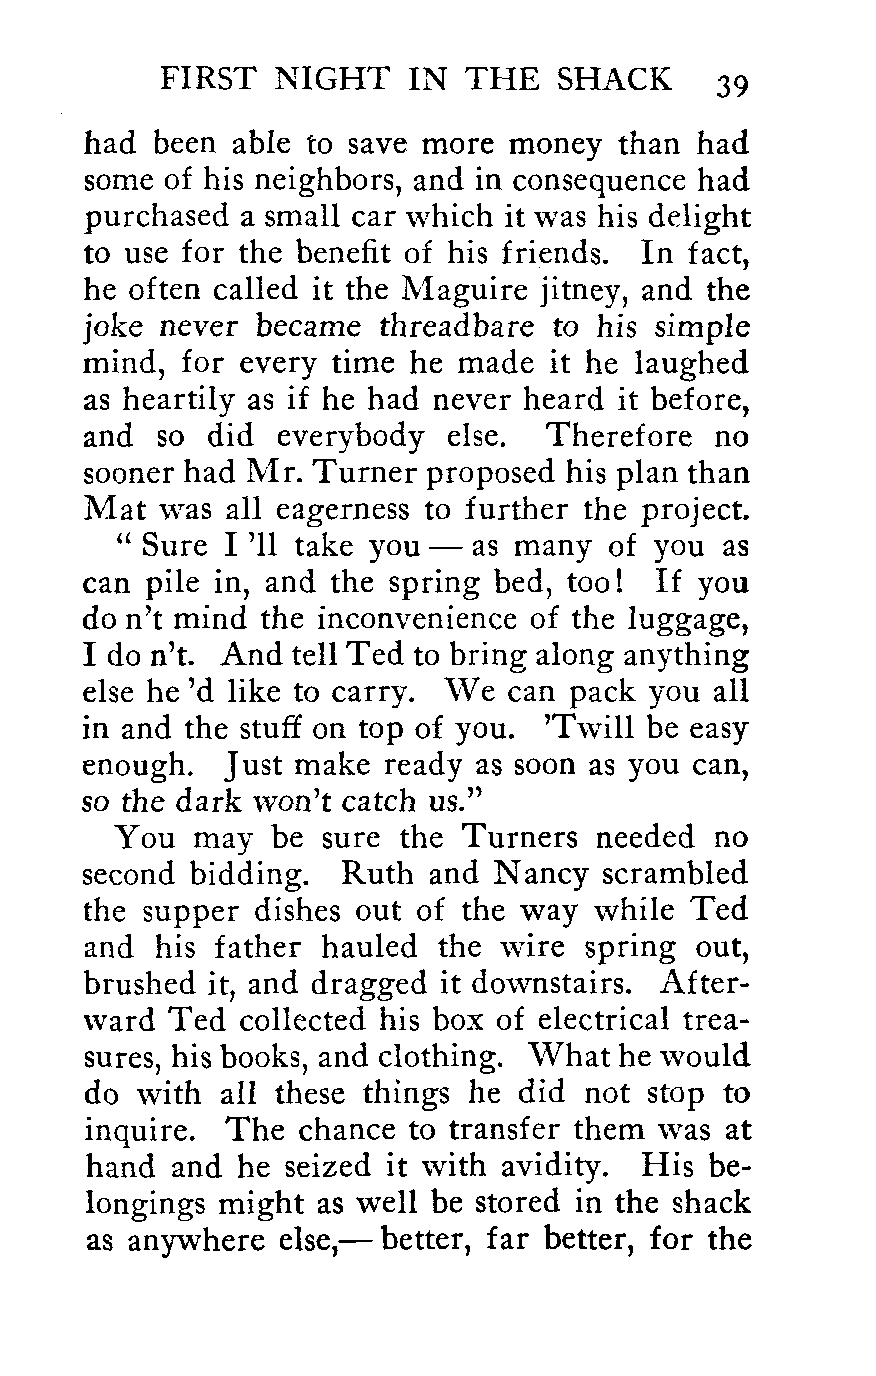 FIRST NIGHT IN THE SHACK 39
had been able to save more money than had
some of his neighbors, and in consequence had
purchased a small car which it was his delight
to use for the benefit of his friends. In fact,
he often called it the Maguire jitney, and the
joke never became threadbare to his simple
mind, for every time he made it he laughed
as heartily as if he had never heard it before,
and so did everybody else. Therefore no
sooner had Mr. Turner proposed his plan than
Mat was all eagerness to further the project.
“ Sure I ’ll take you — as many of you as
can pile in, and the spring bed, too! If you
do n’t mind the inconvenience of the luggage,
I do n’t. And tell Ted to bring along anything
else he ’d like to carry. We can pack you all
in and the stuff on top of you. ’Twill be easy
enough. Just make ready as soon as you can,
so the dark won’t catch us.”
You may be sure the Turners needed no
second bidding. Ruth and Nancy scrambled
the supper dishes out of the way while Ted
and his father hauled the wire spring out,
brushed it, and dragged it downstairs. After-
ward Ted collected his box of electrical trea-
sures, his books, and clothing. What he would
do with all these things he did not stop to
inquire. The chance to transfer them was at
hand and he seized it with avidity. His be-
longings might as well be stored in the shack
as anywhere else,— better, far better, for the